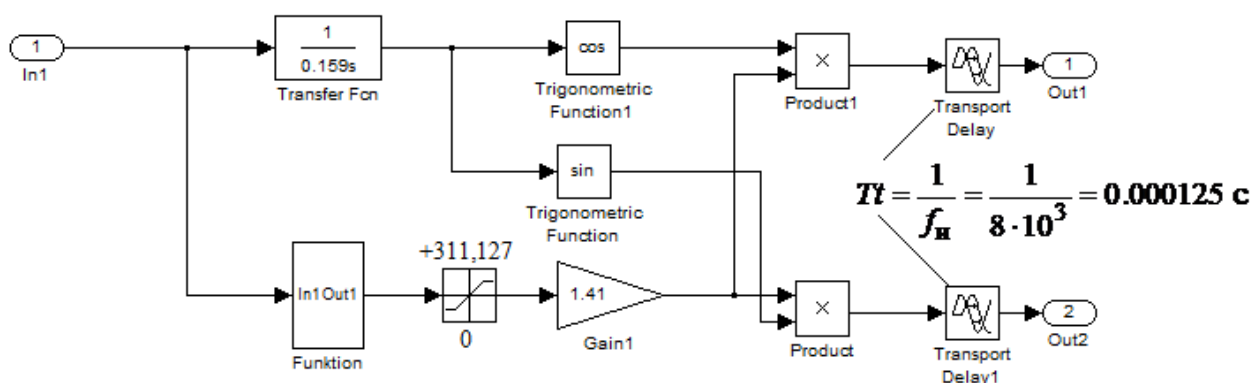 1
In1
1
0.159s
Transfer Fcn
cos
Trigonometric
Function1
×
Product1
Transport
Delay
1
Out1
sin
Trigonometric
Function
Tt = 1/fн = 1/(8·10³) = 0.000125 с
In1Out1
Funktion
+311,127
0
1.41
Gain1
×
Product
Transport
Delay1
2
Out2